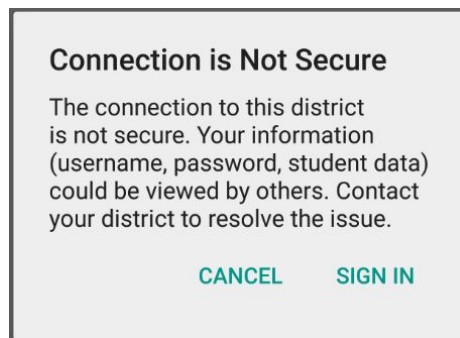 Connection is Not Secure
The connection to this district
is not secure. Your information
(username, password, student data)
could be viewed by others. Contact
your district to resolve the issue.
CANCEL SIGN IN